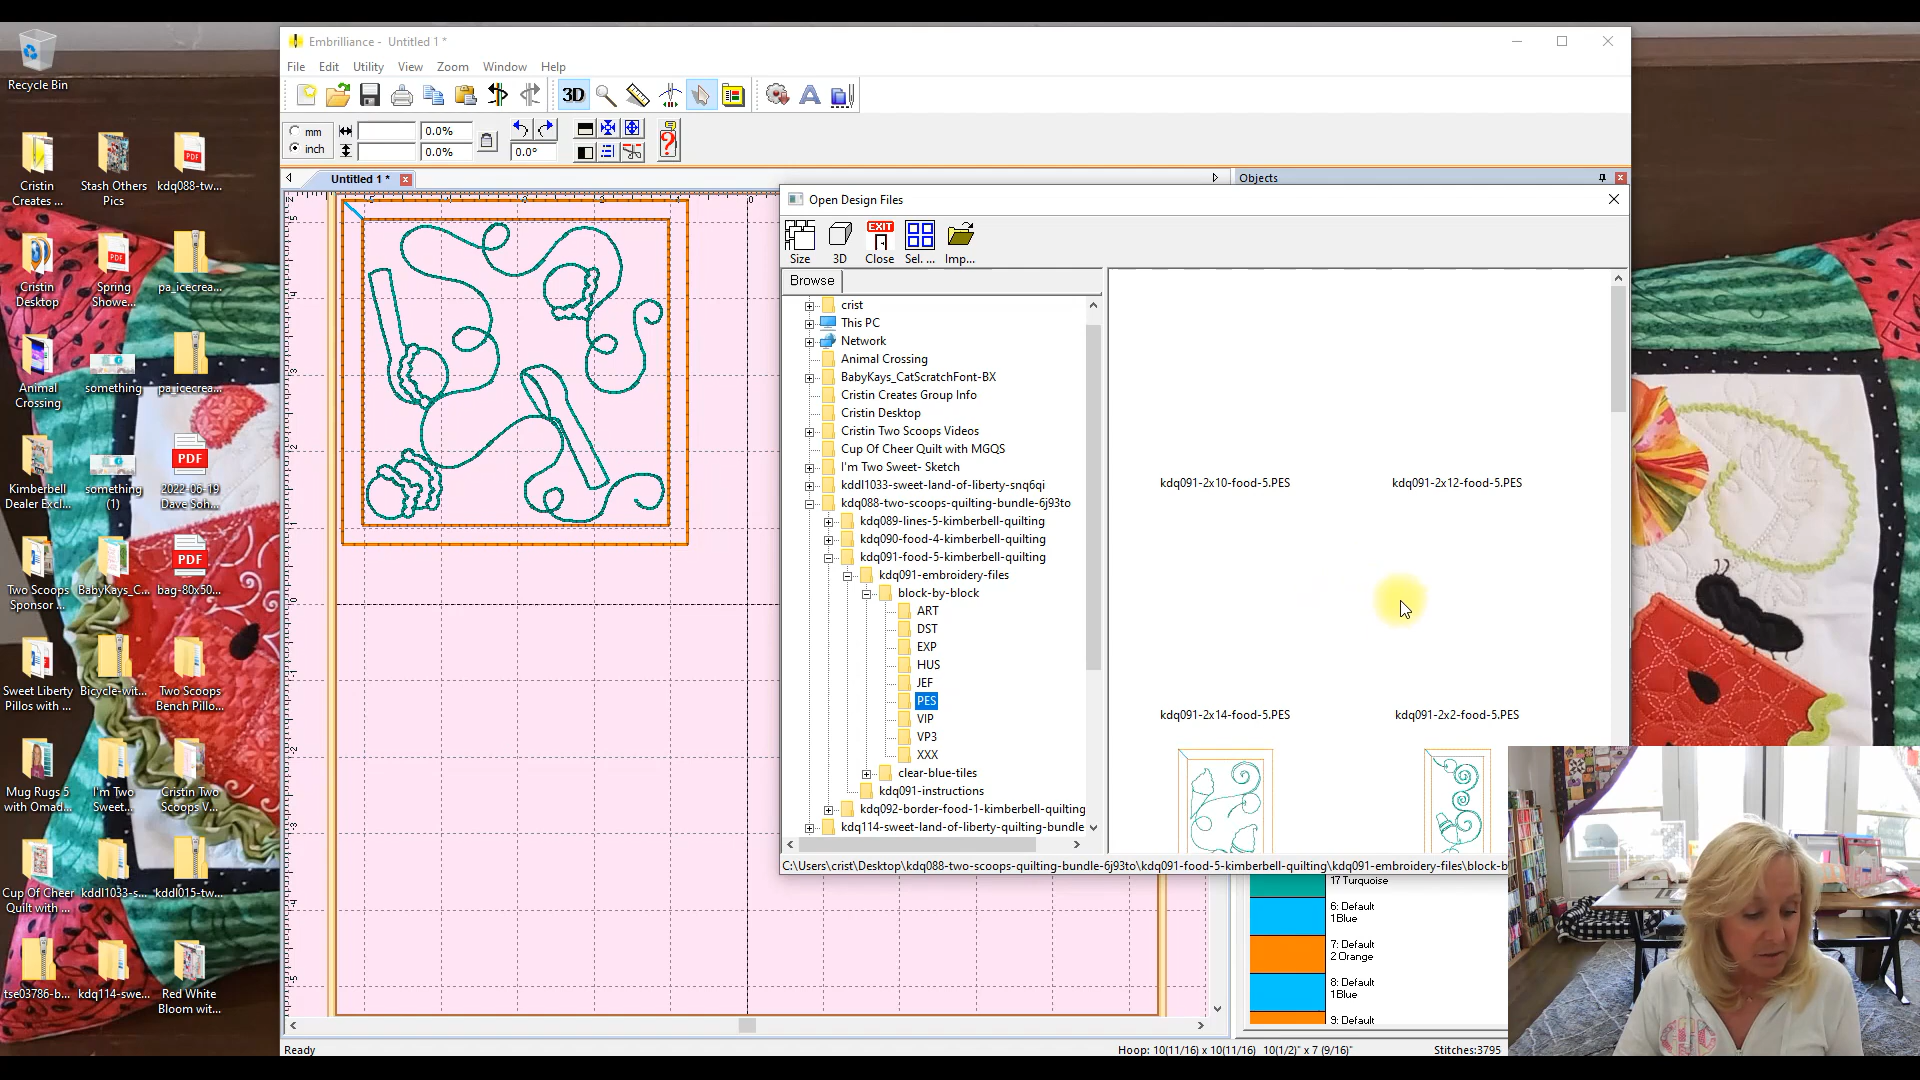 Recycle Bin
Cristin
Creates ...
Stash Others
Pics
kdq088-tw...
Cristin
Desktop
Spring
Showe...
pa_icecrea...
Animal
Crossing
something
pa_icecrea...
Kimberbell
Dealer Excl...
something
(1)
2022-06-19
Dave Soh...
Two Scoops
Sponsor ...
BabyKays_C...
bag-80x50...
Sweet Liberty
Pillos with ...
Bicycle-wit...
Two Scoops
Bench Pillo...
Mug Rugs 5
with Omad...
I'm Two
Sweet...
Cristin Two
Scoops V...
Cup Of Cheer
Quilt with ...
kddl1033-s...
kddl015-tw...
tse03786-b...
kdq114-swe...
Red White
Bloom wit...
PDF
PDF
PDF
PDF
Embrilliance - Untitled 1 *
File Edit Utility View Zoom Window Help
3D
mm
inch
0.0%
0.0%
0.0°
Untitled 1 *
Objects
Open Design Files
Size
3D
EXIT
Close
Sel. ...
Imp...
Browse
crist
This PC
Network
Animal Crossing
BabyKays_CatScratchFont-BX
Cristin Creates Group Info
Cristin Desktop
Cristin Two Scoops Videos
Cup Of Cheer Quilt with MGQS
I'm Two Sweet- Sketch
kddl1033-sweet-land-of-liberty-snq6qi
kdq088-two-scoops-quilting-bundle-6j93to
kdq089-lines-5-kimberbell-quilting
kdq090-food-4-kimberbell-quilting
kdq091-food-5-kimberbell-quilting
kdq091-embroidery-files
block-by-block
ART
DST
EXP
HUS
JEF
PES
VIP
VP3
XXX
clear-blue-tiles
kdq091-instructions
kdq092-border-food-1-kimberbell-quilting
kdq114-sweet-land-of-liberty-quilting-bundle
kdq091-2x10-food-5.PES
kdq091-2x12-food-5.PES
kdq091-2x14-food-5.PES
kdq091-2x2-food-5.PES
C:\Users\crist\Desktop\kdq088-two-scoops-quilting-bundle-6j93to\kdq091-food-5-kimberbell-quilting\kdq091-embroidery-files\block-b
17 Turquoise
6: Default
1Blue
7: Default
2 Orange
8: Default
1Blue
9: Default
Ready
Hoop: 10(11/16) x 10(11/16) 10(1/2)" x 7 (9/16)"
Stitches:3795